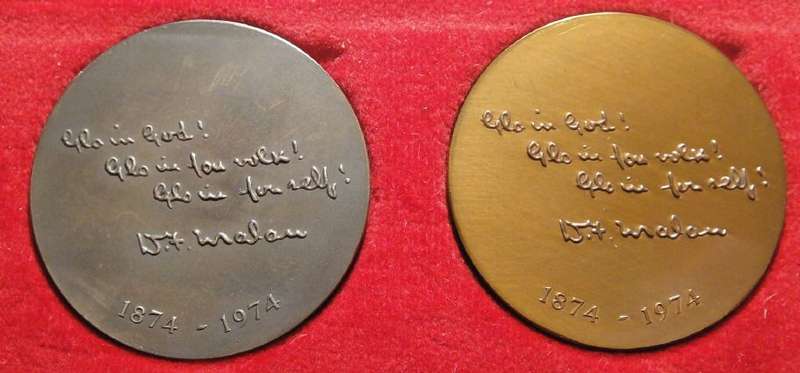 Glo in God!
Glo in jou volk!
Glo in jouself!
D.F. Malan
1874 - 1974
Glo in God!
Glo in jou volk!
Glo in jouself!
D.F. Malan
1874 - 1974